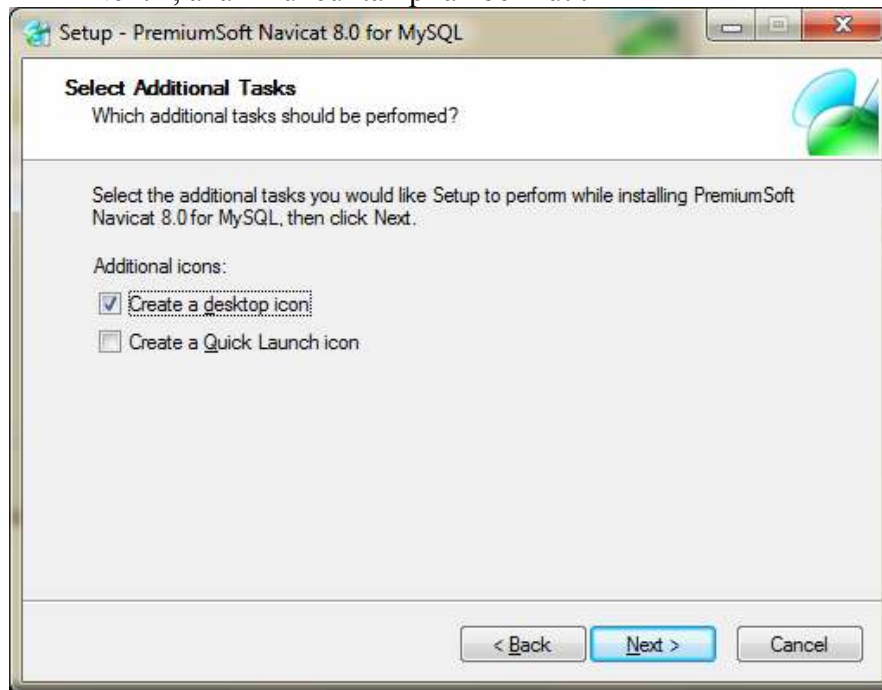 Setup - PremiumSoft Navicat 8.0 for MySQL
Select Additional Tasks
Which additional tasks should be performed?
Select the additional tasks you would like Setup to perform while installing PremiumSoft
Navicat 8.0 for MySQL, then click Next.
Additional icons:
Create a desktop icon
Create a Quick Launch icon
< Back Next > Cancel